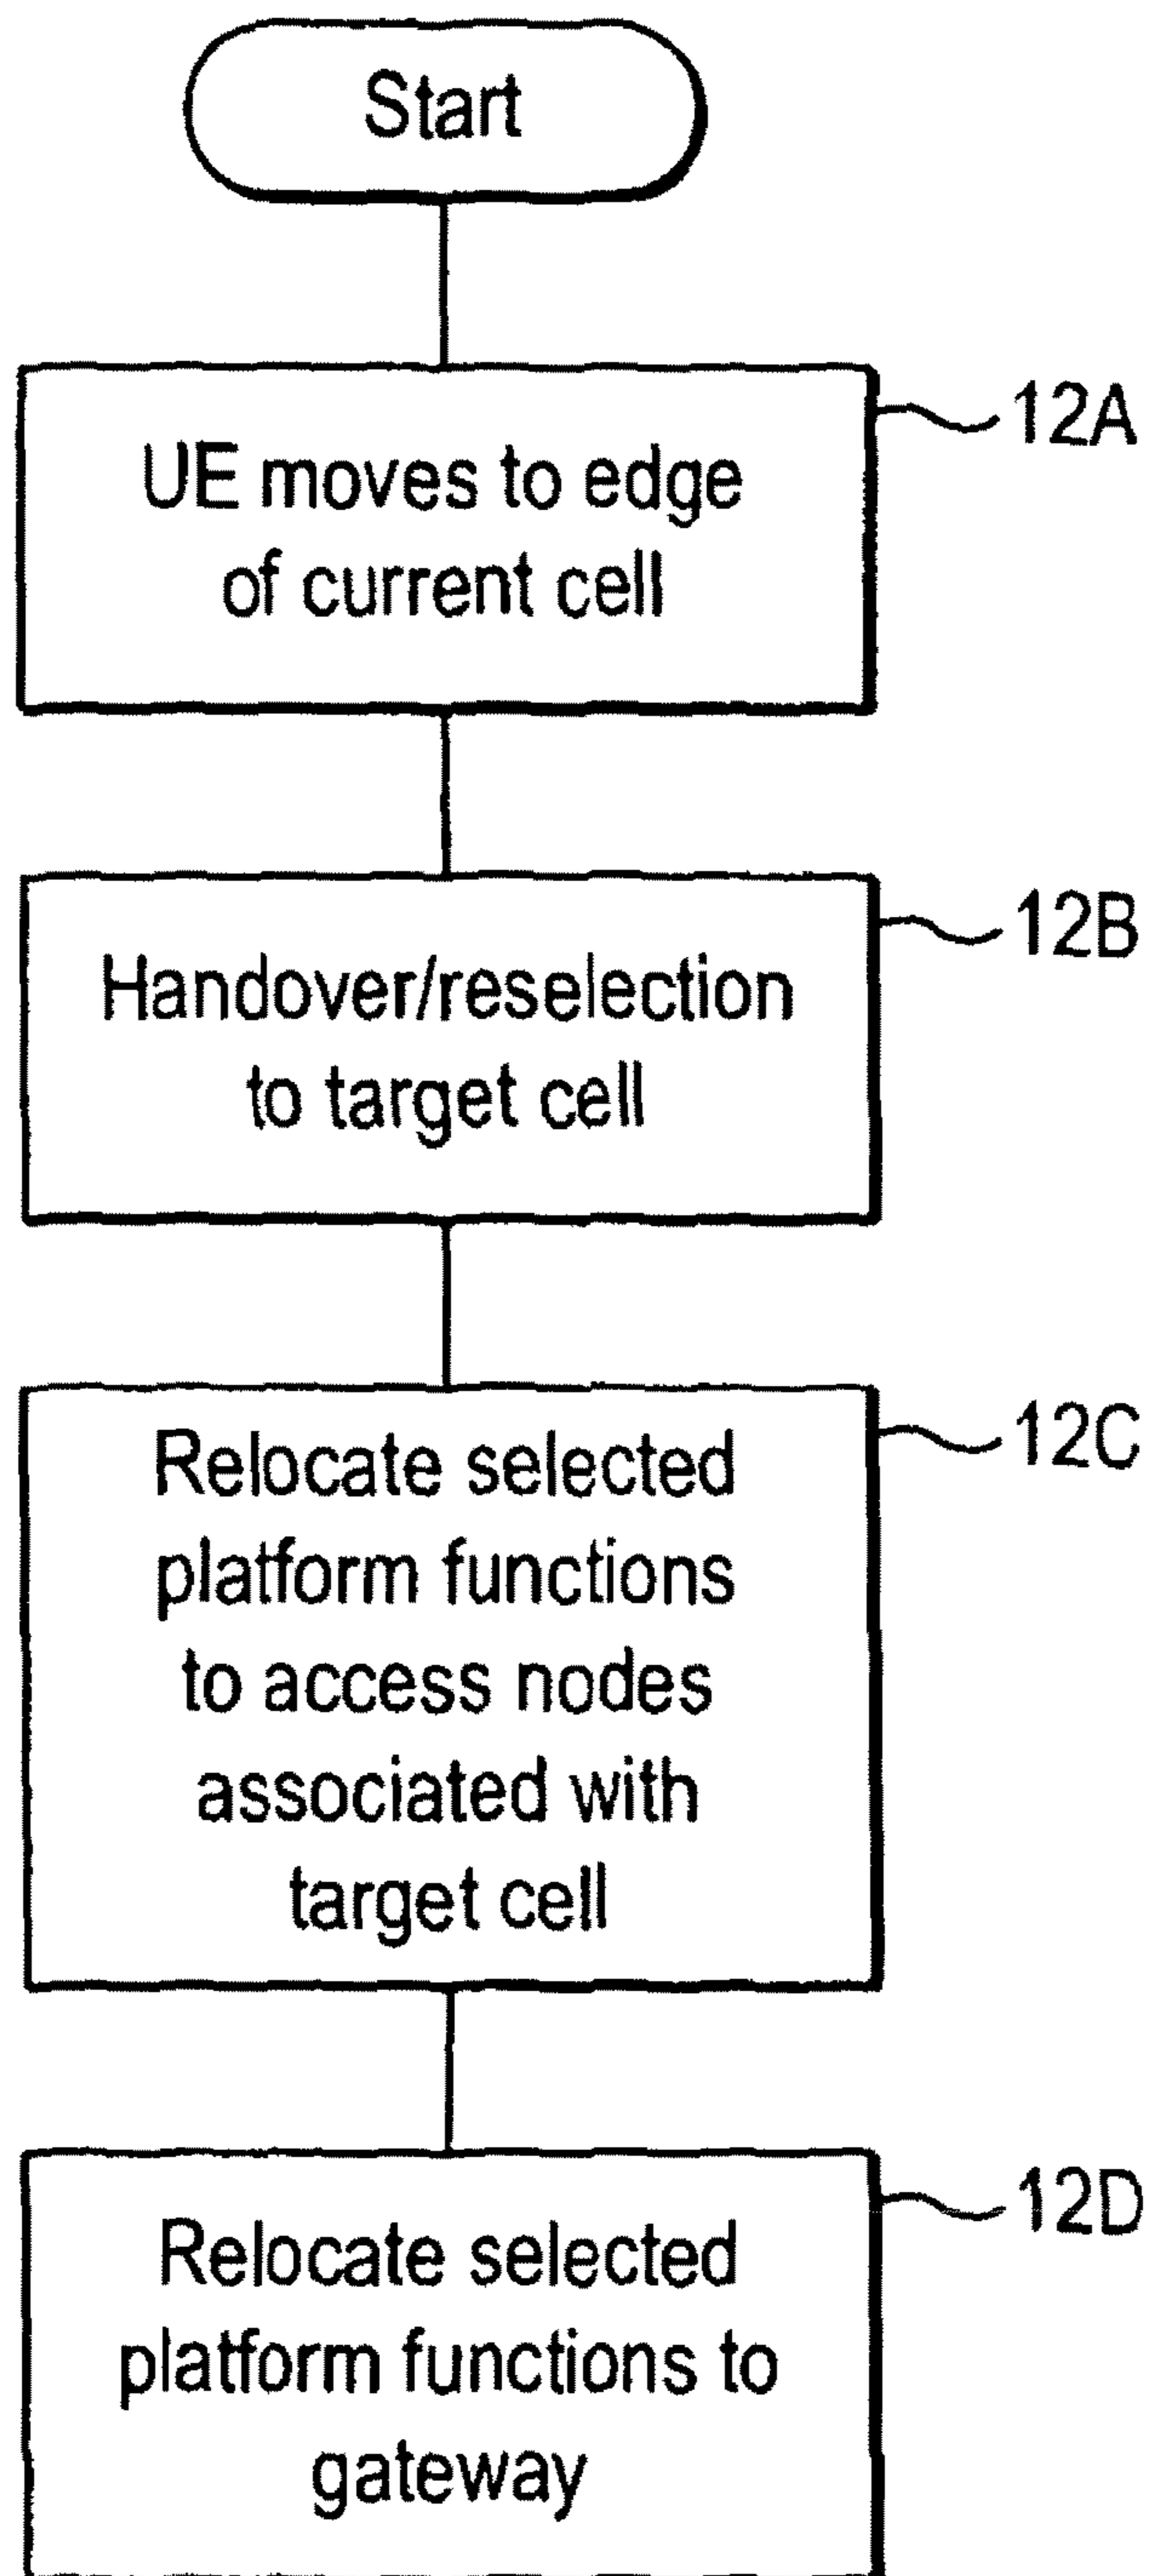 Start
12A
UE moves to edge
of current cell
12B
Handover/reselection
to target cell
12C
Relocate selected
platform functions
to access nodes
associated with
target cell
12D
Relocate selected
platform functions to
gateway